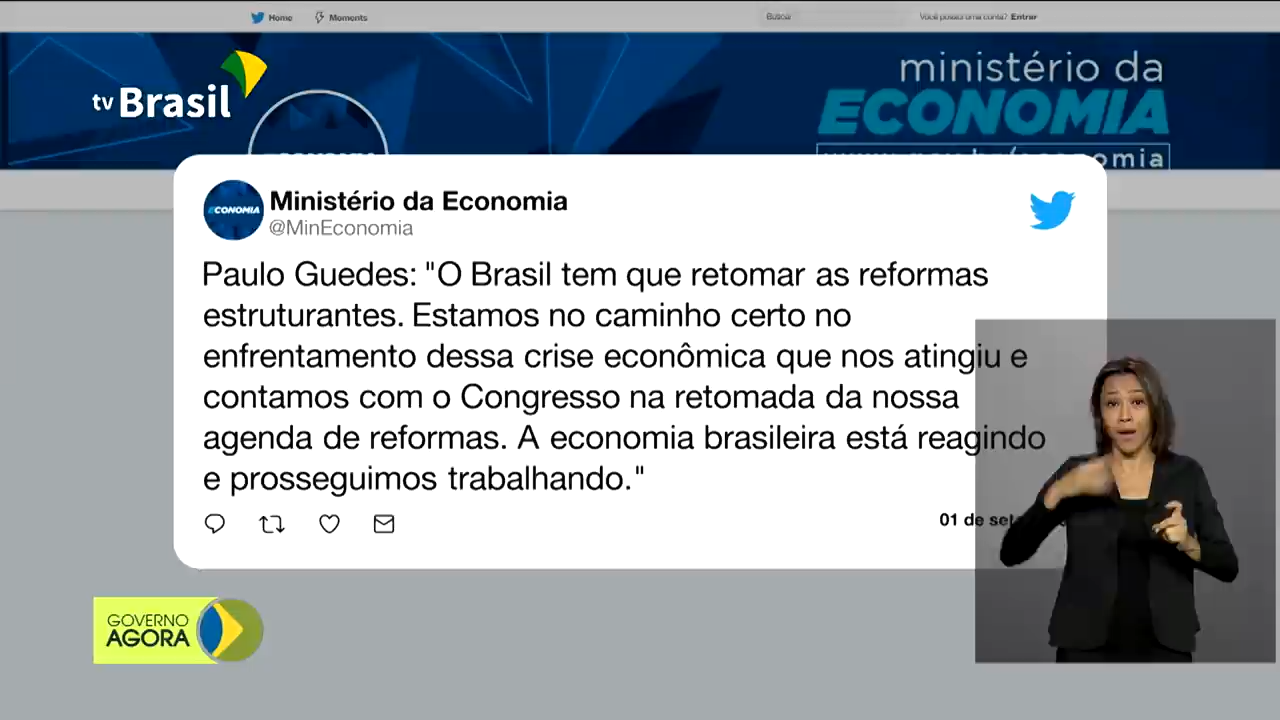 Home
Moments
Buscar
Você possui uma conta? Entrar
tv Brasil
ministério da
ECONOMIA
Ministério da Economia
ECONOMIA
@MinEconomia
Paulo Guedes: "O Brasil tem que retomar as reformas
estruturantes. Estamos no caminho certo no
enfrentamento dessa crise econômica que nos atingiu e
contamos com o Congresso na retomada da nossa
agenda de reformas. A economia brasileira está reagindo
e prosseguimos trabalhando."
01 de
GOVERNO
AGORA